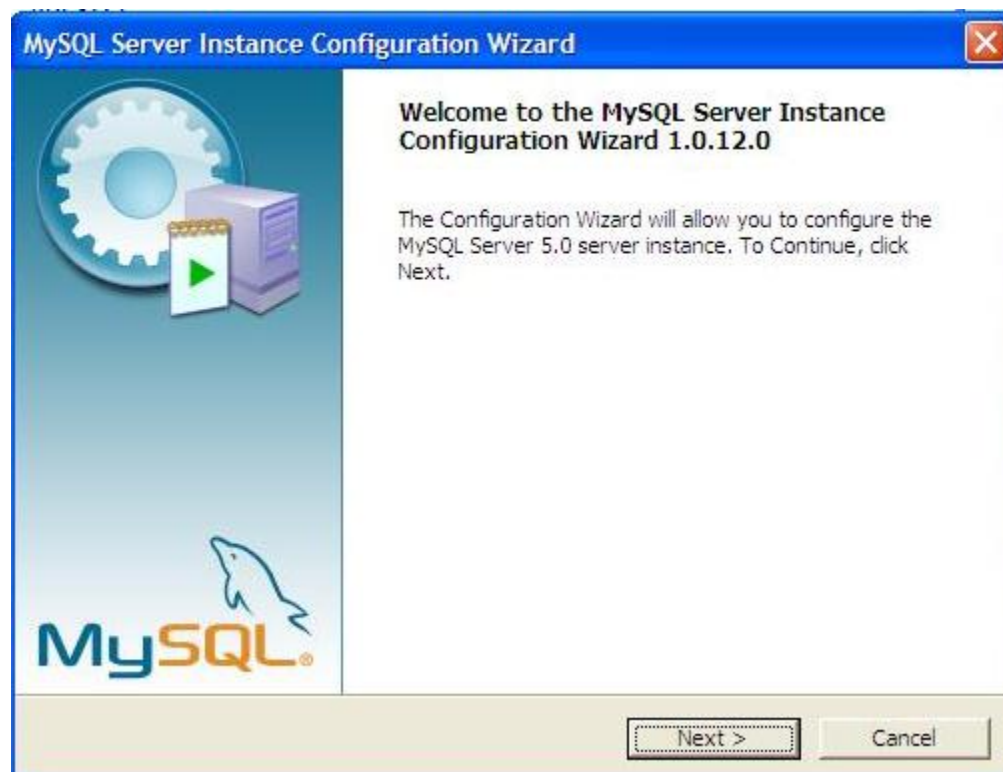 MySQL Server Instance Configuration Wizard
Welcome to the MySQL Server Instance
Configuration Wizard 1.0.12.0
The Configuration Wizard will allow you to configure the
MySQL Server 5.0 server instance. To Continue, click
Next.
MySQL®
Next >
Cancel